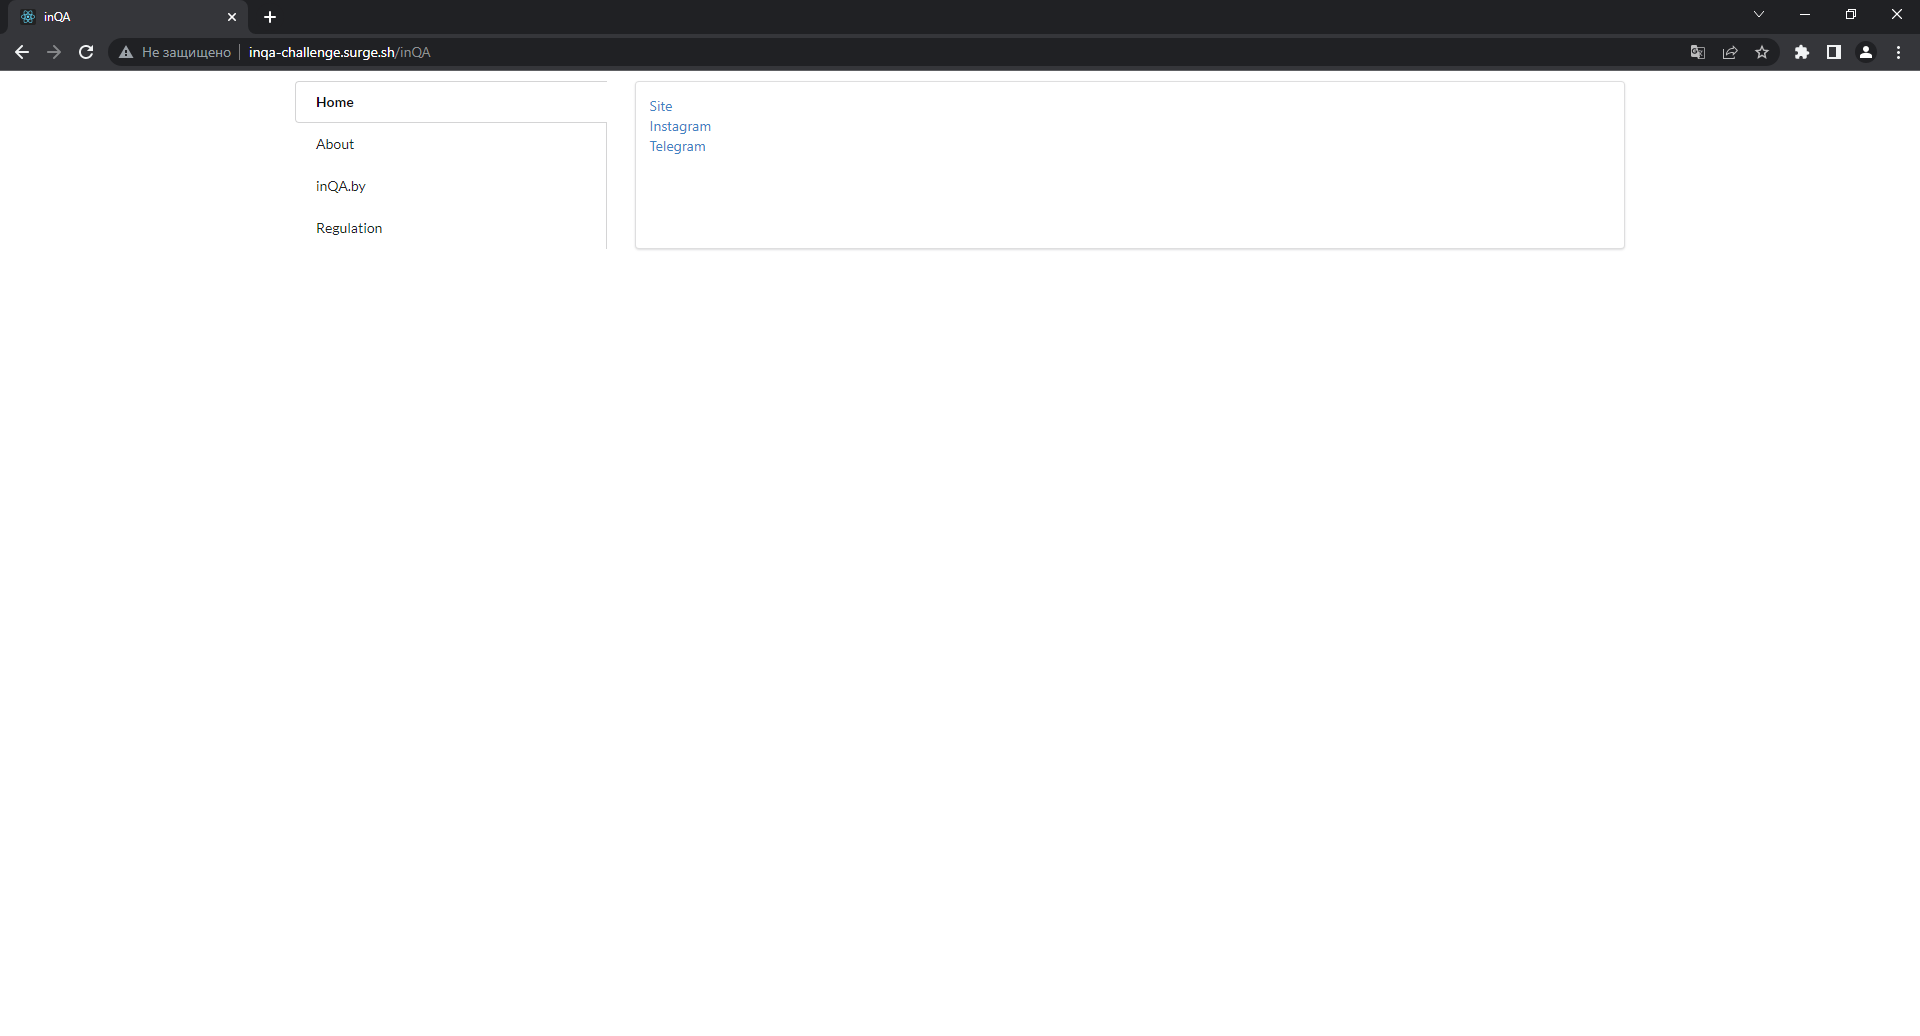 inQA
Не защищено
inqa-challenge.surge.sh/inQA
Home
About
inQA.by
Regulation
Site
Instagram
Telegram